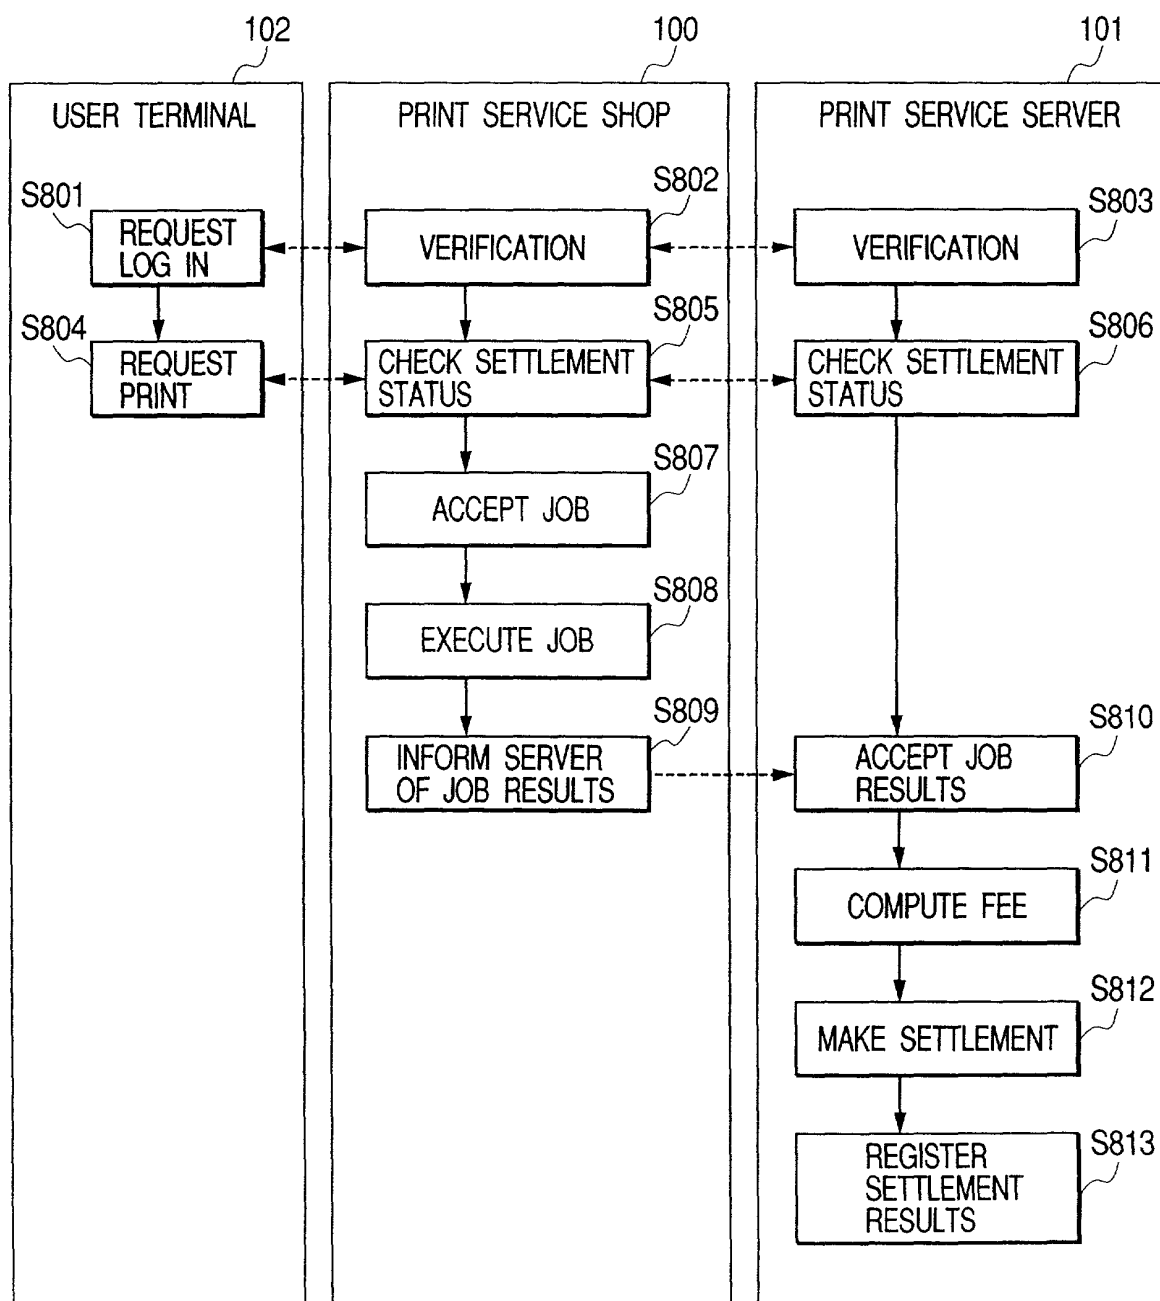 102
100
101
USER TERMINAL
PRINT SERVICE SHOP
PRINT SERVICE SERVER
S801
REQUEST
LOG IN
S802
VERIFICATION
S803
VERIFICATION
S804
REQUEST
PRINT
S805
CHECK SETTLEMENT
STATUS
S806
CHECK SETTLEMENT
STATUS
S807
ACCEPT JOB
S808
EXECUTE JOB
S809
INFORM SERVER
OF JOB RESULTS
S810
ACCEPT JOB
RESULTS
S811
COMPUTE FEE
S812
MAKE SETTLEMENT
S813
REGISTER
SETTLEMENT
RESULTS